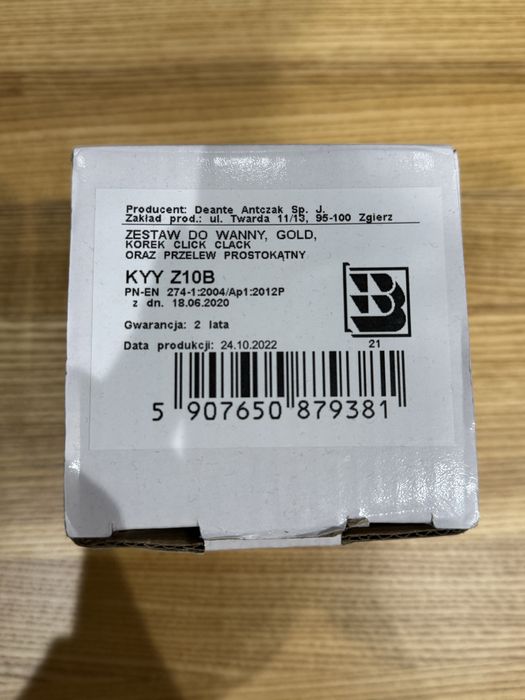 Producent: Deante Antczak Sp. J.
Zakład prod.: ul. Twarda 11/13, 95-100 Zgierz
ZESTAW DO WANNY, GOLD,
KOREK CLICK CLACK
ORAZ PRZELEW PROSTOKĄTNY
KYY Z10B
PN-EN 274-1:2004/Ap1:2012P
z dn. 18.06.2020
Gwarancja: 2 lata
Data produkcji: 24.10.2022
B
21
5 907650 879381